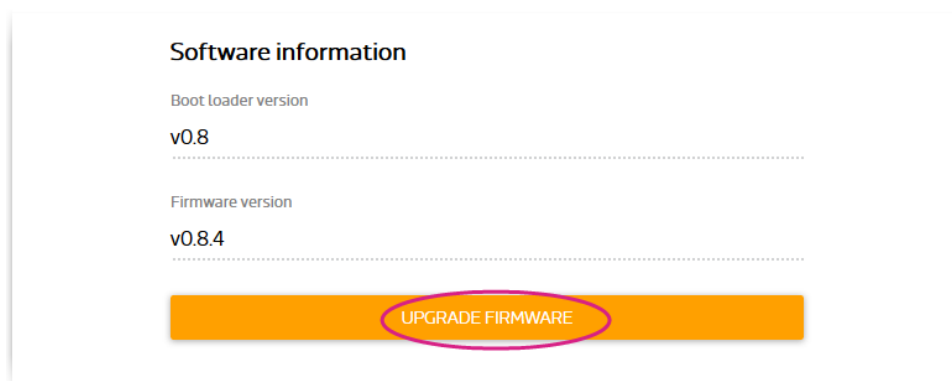 Software information
Boot loader version
v0.8
Firmware version
v0.8.4
UPGRADE FIRMWARE